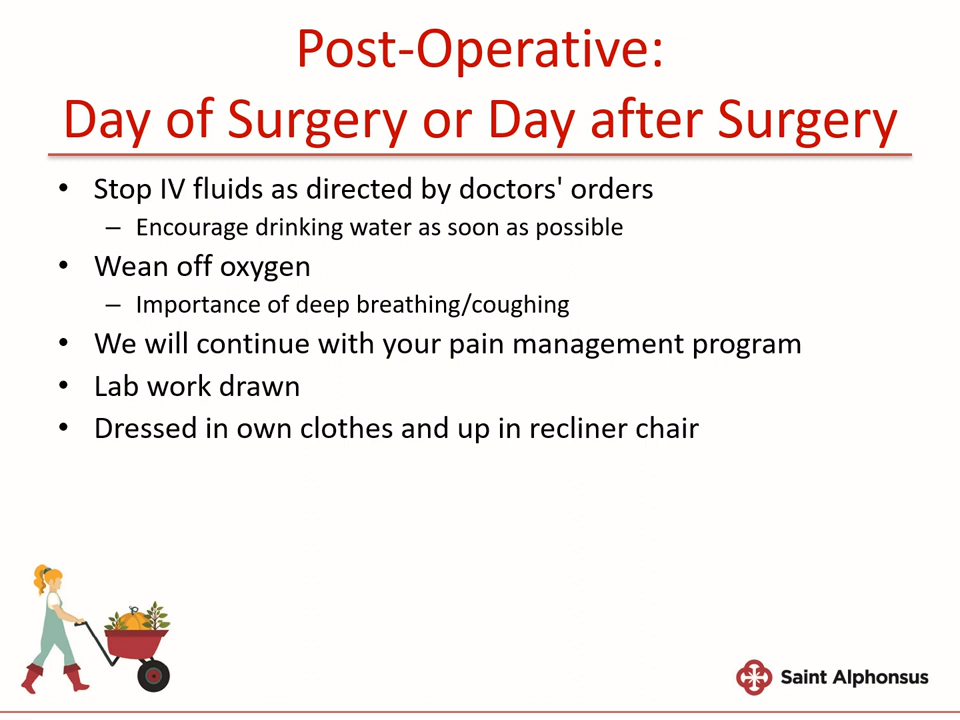 Post-Operative:
Day of Surgery or Day after Surgery
• Stop IV fluids as directed by doctors' orders
– Encourage drinking water as soon as possible
• Wean off oxygen
– Importance of deep breathing/coughing
• We will continue with your pain management program
• Lab work drawn
• Dressed in own clothes and up in recliner chair
Saint Alphonsus